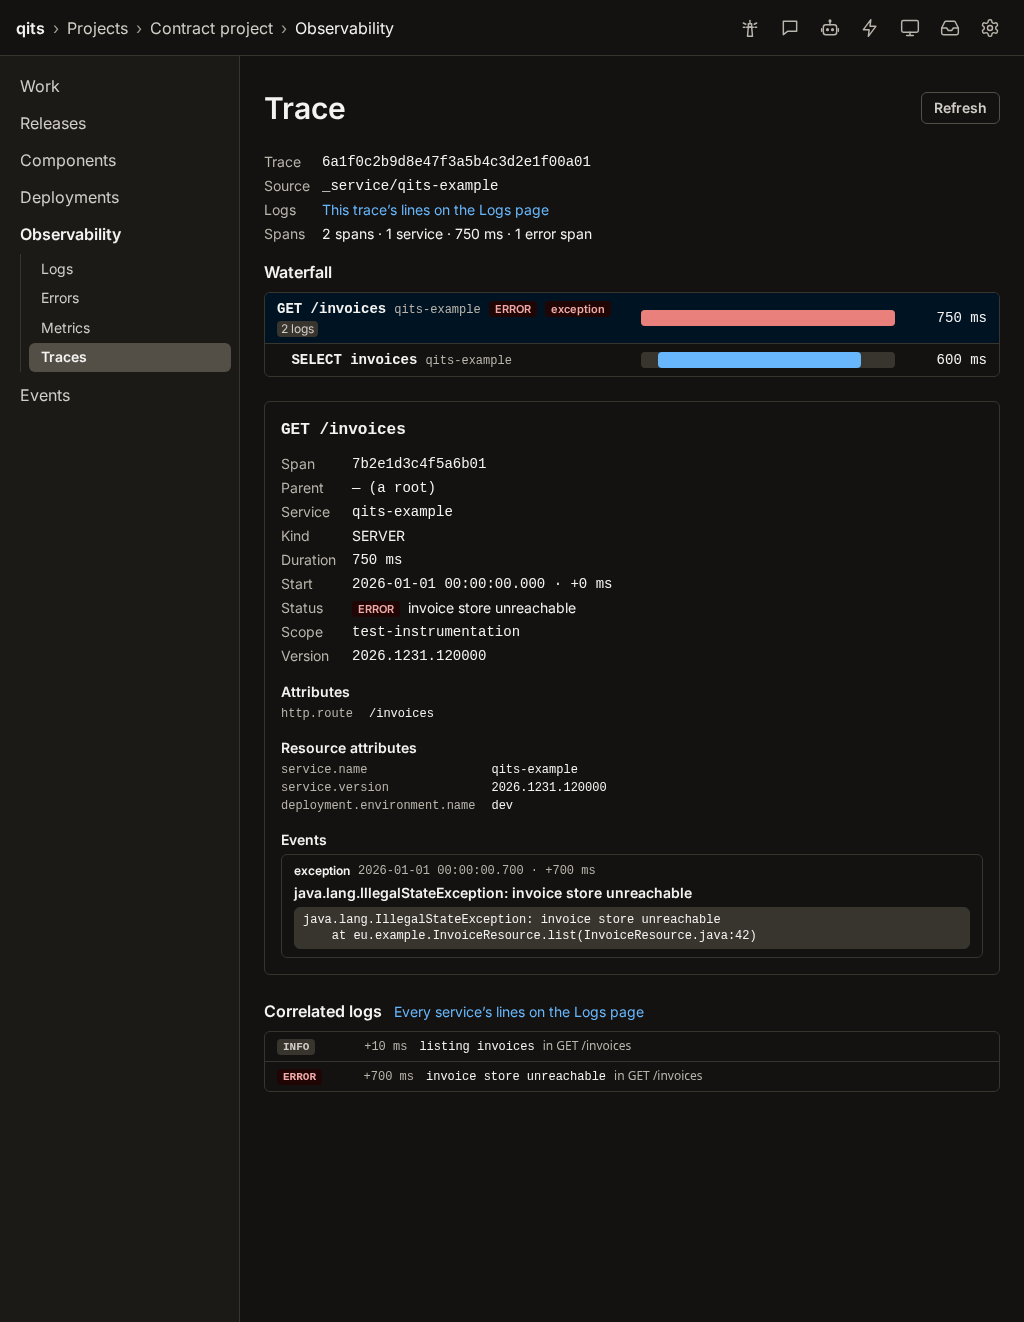 qits › Projects › Contract project › Observability
Work
Releases
Components
Deployments
Observability
Logs
Errors
Metrics
Traces
Events
Trace
Refresh
Trace 6a1f0c2b9d8e47f3a5b4c3d2e1f00a01
Source _service/qits-example
Logs This trace’s lines on the Logs page
Spans 2 spans · 1 service · 750 ms · 1 error span
Waterfall
GET /invoices qits-example ERROR exception
2 logs
750 ms
SELECT invoices qits-example 600 ms
GET /invoices
Span 7b2e1d3c4f5a6b01
Parent — (a root)
Service qits-example
Kind SERVER
Duration 750 ms
Start 2026-01-01 00:00:00.000 · +0 ms
Status ERROR invoice store unreachable
Scope test-instrumentation
Version 2026.1231.120000
Attributes
http.route /invoices
Resource attributes
service.name qits-example
service.version 2026.1231.120000
deployment.environment.name dev
Events
exception 2026-01-01 00:00:00.700 · +700 ms
java.lang.IllegalStateException: invoice store unreachable
java.lang.IllegalStateException: invoice store unreachable
at eu.example.InvoiceResource.list(InvoiceResource.java:42)
Correlated logs Every service’s lines on the Logs page
INFO +10 ms listing invoices in GET /invoices
ERROR +700 ms invoice store unreachable in GET /invoices